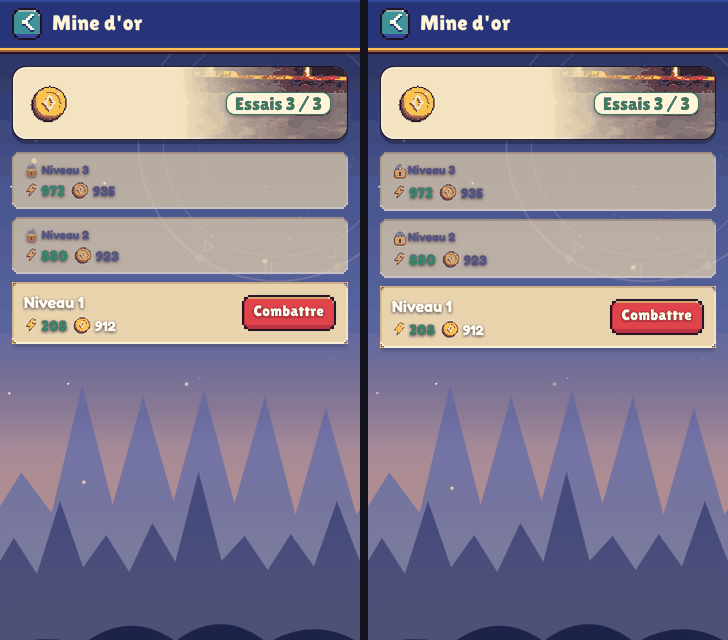 Mine d'or
Essais 3 / 3
Niveau 3
972 935
Niveau 2
880 923
Niveau 1
208 912
Combattre
Mine d'or
Essais 3 / 3
Niveau 3
972 935
Niveau 2
880 923
Niveau 1
208 912
Combattre